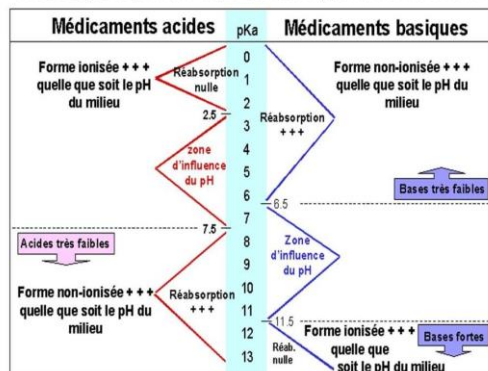 Médicaments acides
pKa
Médicaments basiques
Forme ionisée + + +
quelle que soit le pH
du milieu
Réabsorption
nulle
2.5
zone
d'influence
du pH
7.5
Acides très faibles
Forme non-ionisée + + +
quelle que soit le pH du
milieu
Réabsorption
+ + +
0
1
2
3
4
5
6
7
8
9
10
11
12
13
Forme non-ionisée + + +
quelle que soit le pH du
milieu
Réabsorption
+ + +
Bases très faibles
6.5
Zone
d'influence
du pH
11.5
Forme ionisée + + +
quelle que
soit le pH du milieu
Bases fortes
Réab.
nulle